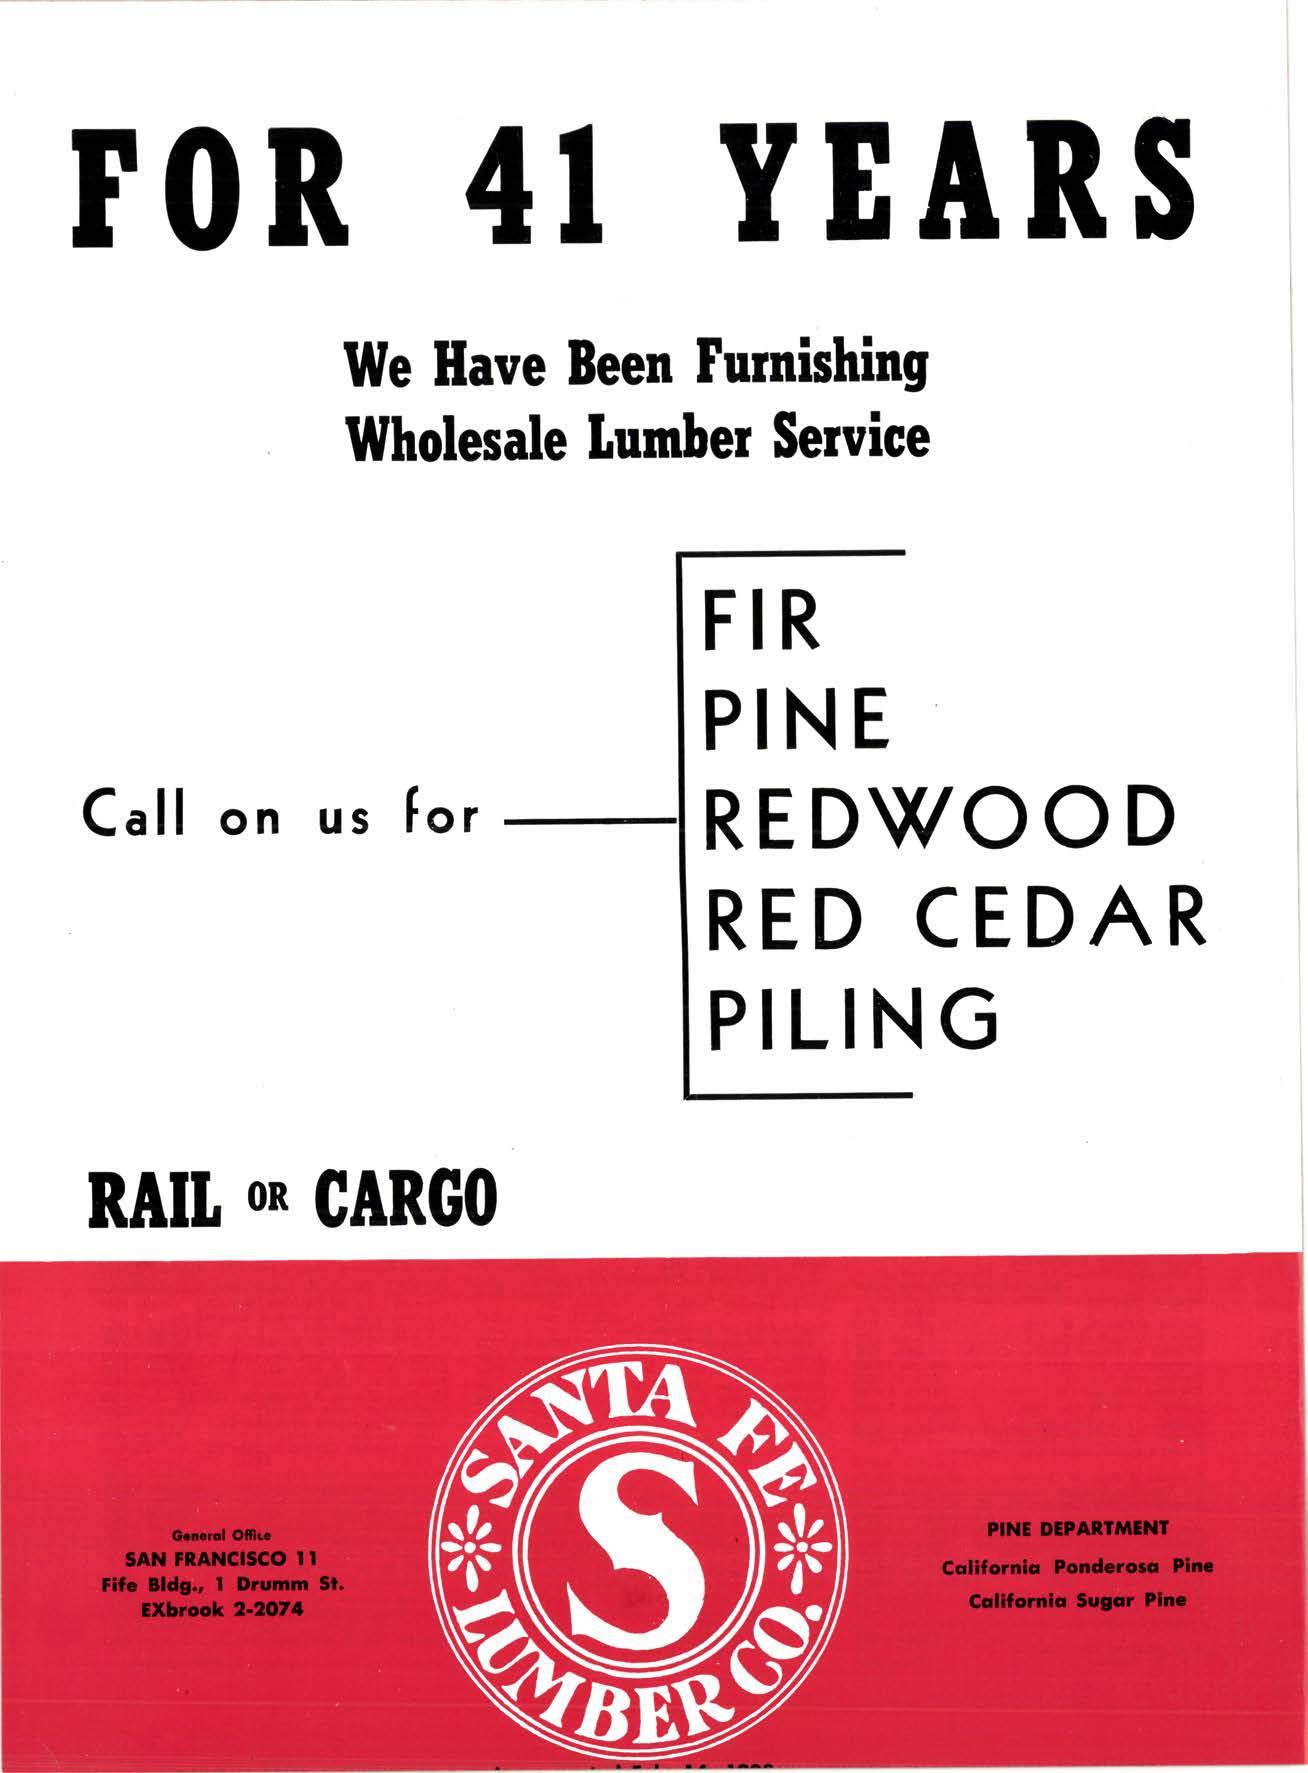 FOR 41 YEARS
We Have Been Furnishing
Wholesale Lumber Service
Call on us for
FIR
PINE
REDWOOD
RED CEDAR
PILING
RAIL OR CARGO
General Office
SAN FRANCISCO 11
Fife Bldg., 1 Drumm St.
EXbrook 2-2074
SANTA FE
LUMBER CO.
S
PINE DEPARTMENT
California Ponderosa Pine
California Sugar Pine